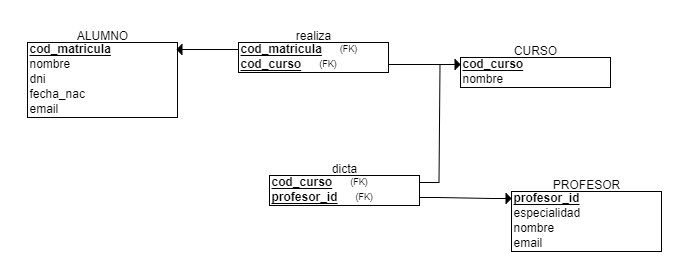 ALUMNO
cod_matricula
nombre
dni
fecha_nac
email
realiza
cod_matricula (FK)
cod_curso (FK)
CURSO
cod_curso
nombre
dicta
cod_curso (FK)
profesor_id (FK)
PROFESOR
profesor_id
especialidad
nombre
email